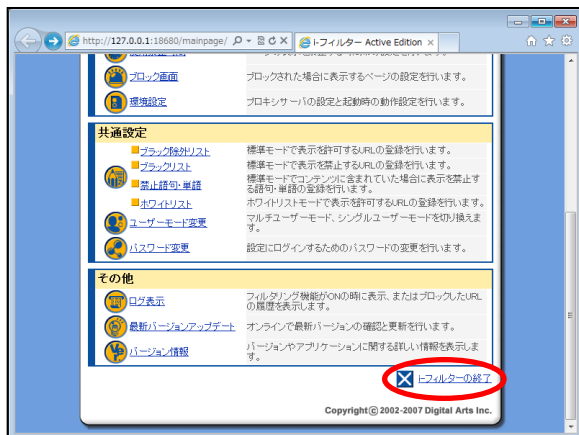 http://127.0.0.1:18680/mainpage/
i-フィルター Active Edition
ブロック画面
ブロックされた場合に表示するページの設定を行います。
環境設定
プロキシサーバの設定と起動時の動作設定を行います。
共通設定
ブラック除外リスト
標準モードで表示を許可するURLの登録を行います。
ブラックリスト
標準モードで表示を禁止するURLの登録を行います。
禁止語句・単語
標準モードでコンテンツに含まれていた場合に表示を禁止す
る語句・単語の登録を行います。
ホワイトリスト
ホワイトリストモードで表示を許可するURLの登録を行います。
ユーザーモード変更
マルチユーザーモード、シングルユーザーモードを切り換えま
す。
パスワード変更
設定にログインするためのパスワードの変更を行います。
その他
ログ表示
フィルタリング機能がONの時に表示、またはブロックしたURL
の履歴を表示します。
最新バージョンアップデート
オンラインで最新バージョンの確認と更新を行います。
バージョン情報
バージョンやアプリケーションに関する詳しい情報を表示しま
す。
i-フィルターの終了
Copyright© 2002-2007 Digital Arts Inc.